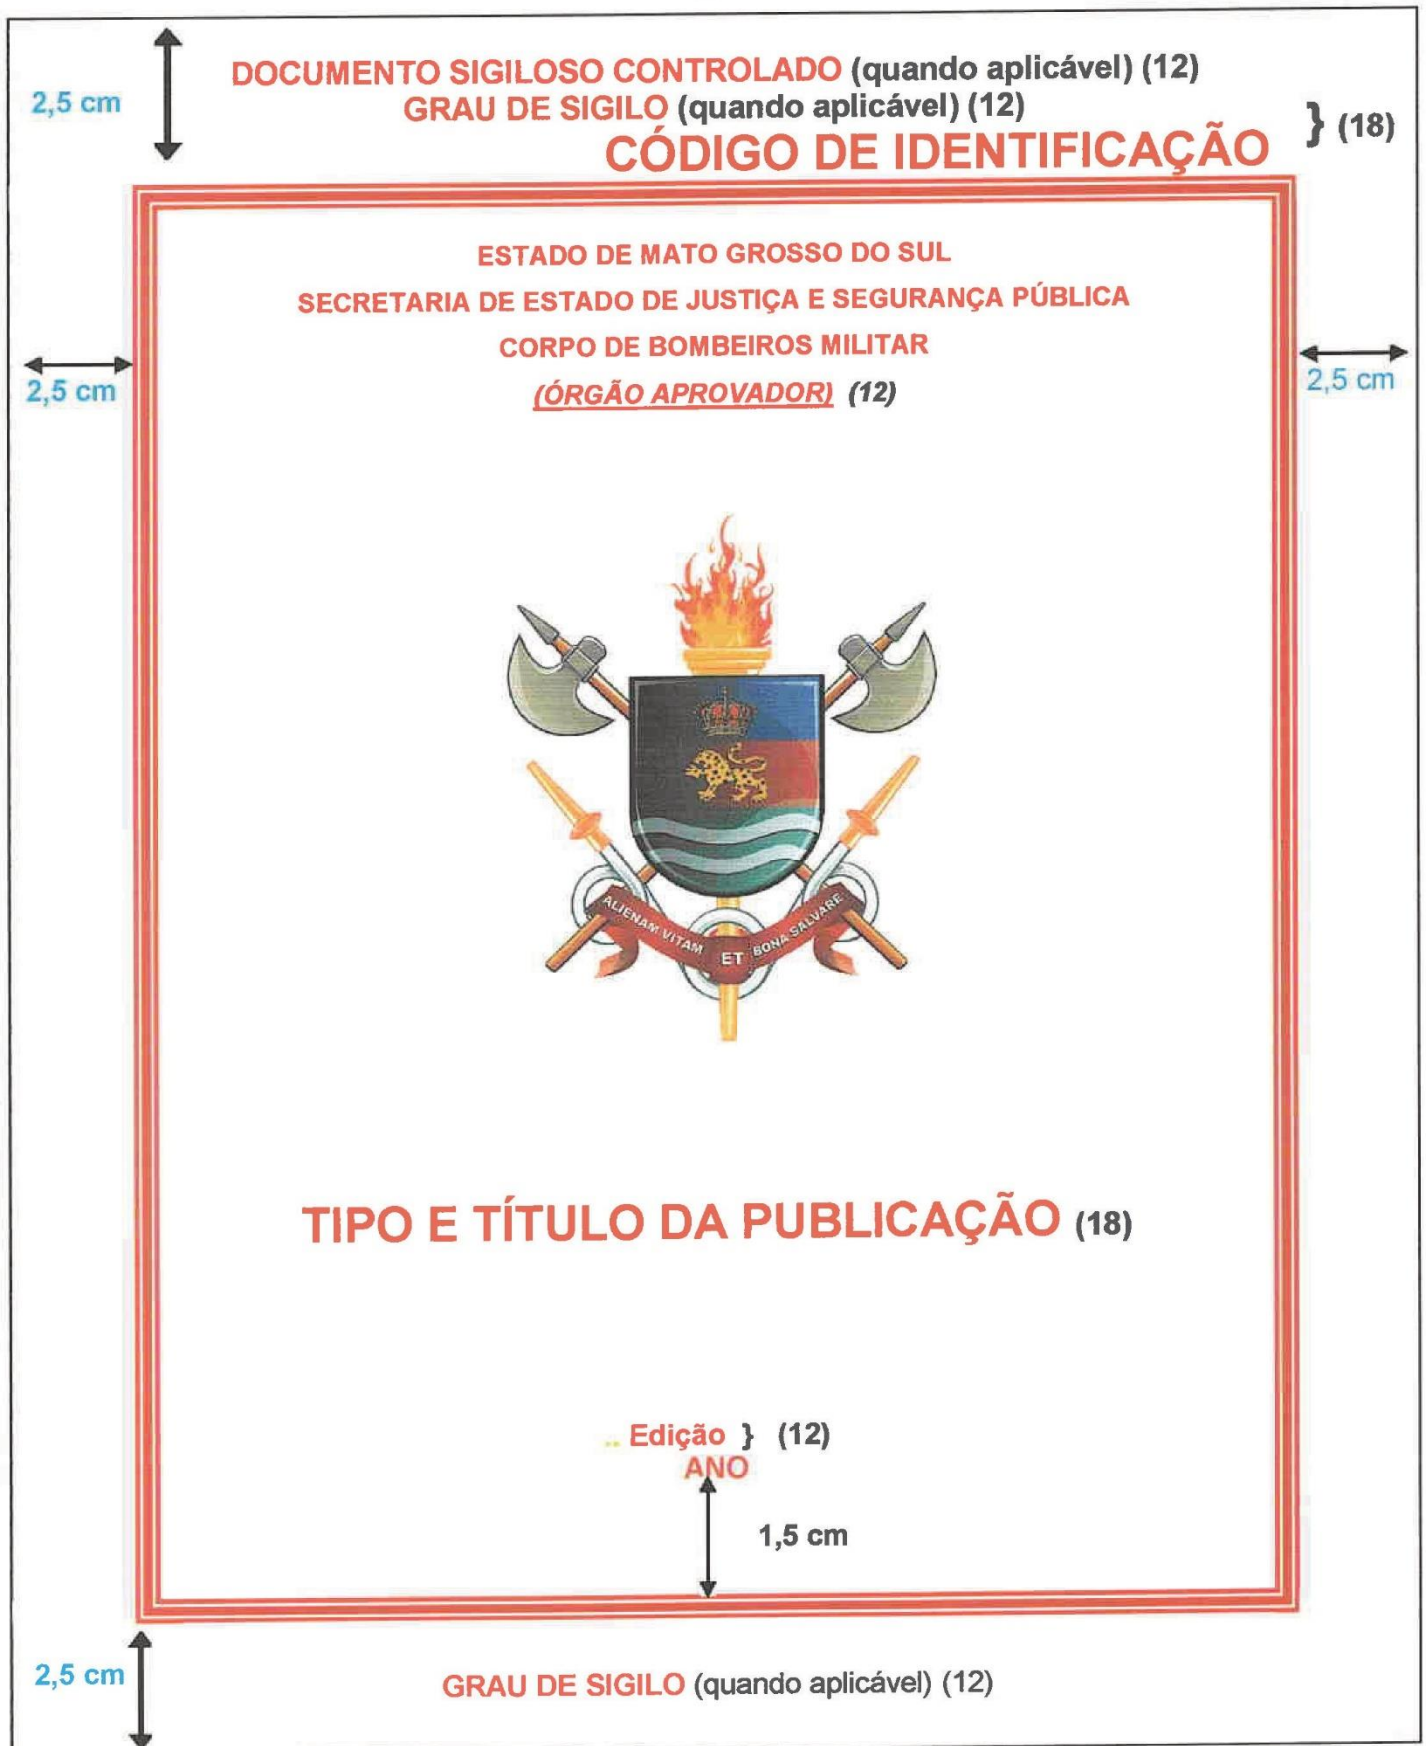 DOCUMENTO SIGILOSO CONTROLADO (quando aplicável) (12)
2,5 cm
GRAU DE SIGILO (quando aplicável) (12)
} (18)
CÓDIGO DE IDENTIFICAÇÃO
ESTADO DE MATO GROSSO DO SUL
SECRETARIA DE ESTADO DE JUSTIÇA E SEGURANÇA PÚBLICA
CORPO DE BOMBEIROS MILITAR
2,5 cm
(ÓRGÃO APROVADOR) (12)
2,5 cm
ALIENAM VITAM ET BONA SALVARE
TIPO E TÍTULO DA PUBLICAÇÃO (18)
.. Edição } (12)
ANO
1,5 cm
2,5 cm
GRAU DE SIGILO (quando aplicável) (12)